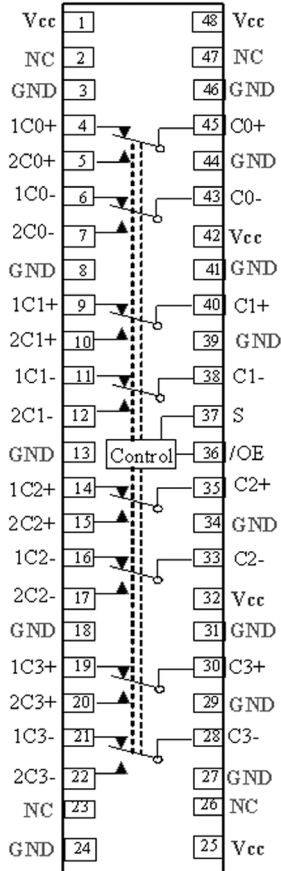 Vcc 1 48 Vcc
NC 2 47 NC
GND 3 46 GND
1C0+ 4 45 C0+
2C0+ 5 44 GND
1C0- 6 43 C0-
2C0- 7 42 Vcc
GND 8 41 GND
1C1+ 9 40 C1+
2C1+ 10 39 GND
1C1- 11 38 C1-
2C1- 12 37 S
GND 13 Control 36 /OE
1C2+ 14 35 C2+
2C2+ 15 34 GND
1C2- 16 33 C2-
2C2- 17 32 Vcc
GND 18 31 GND
1C3+ 19 30 C3+
2C3+ 20 29 GND
1C3- 21 28 C3-
2C3- 22 27 GND
NC 23 26 NC
GND 24 25 Vcc